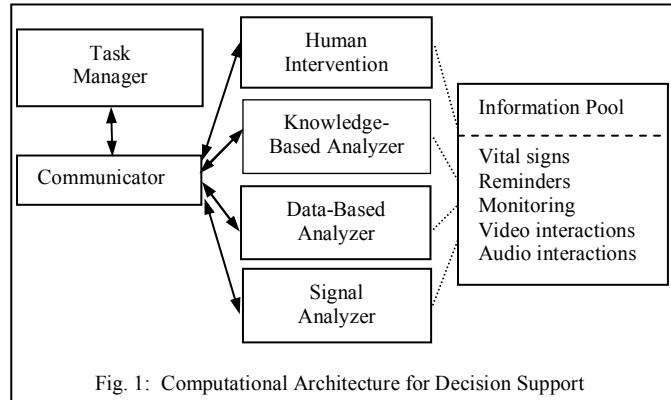 Task
Manager
Communicator
Human
Intervention
Knowledge-
Based Analyzer
Data-Based
Analyzer
Signal
Analyzer
Information Pool
Vital signs
Reminders
Monitoring
Video interactions
Audio interactions
Fig. 1:  Computational Architecture for Decision Support